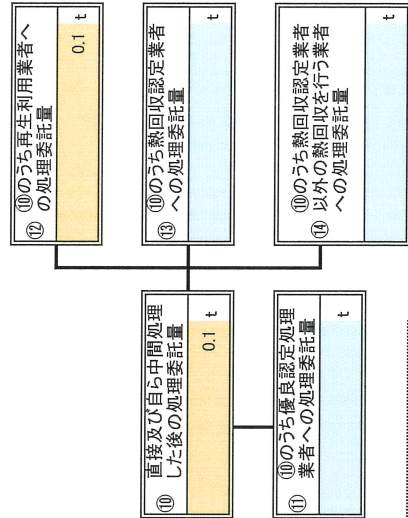 ⑫ ⑩のうち再生利用業者へ
の処理委託量
0.1 t
⑬ ⑩のうち熱回収認定業者
への処理委託量
t
⑭ ⑩のうち熱回収認定業者
以外の熱回収を行う業者
への処理委託量
t
⑩ 直接及び自ら中間処理
した後の処理委託量
0.1 t
⑪ ⑩のうち優良認定処理
業者への処理委託量
t